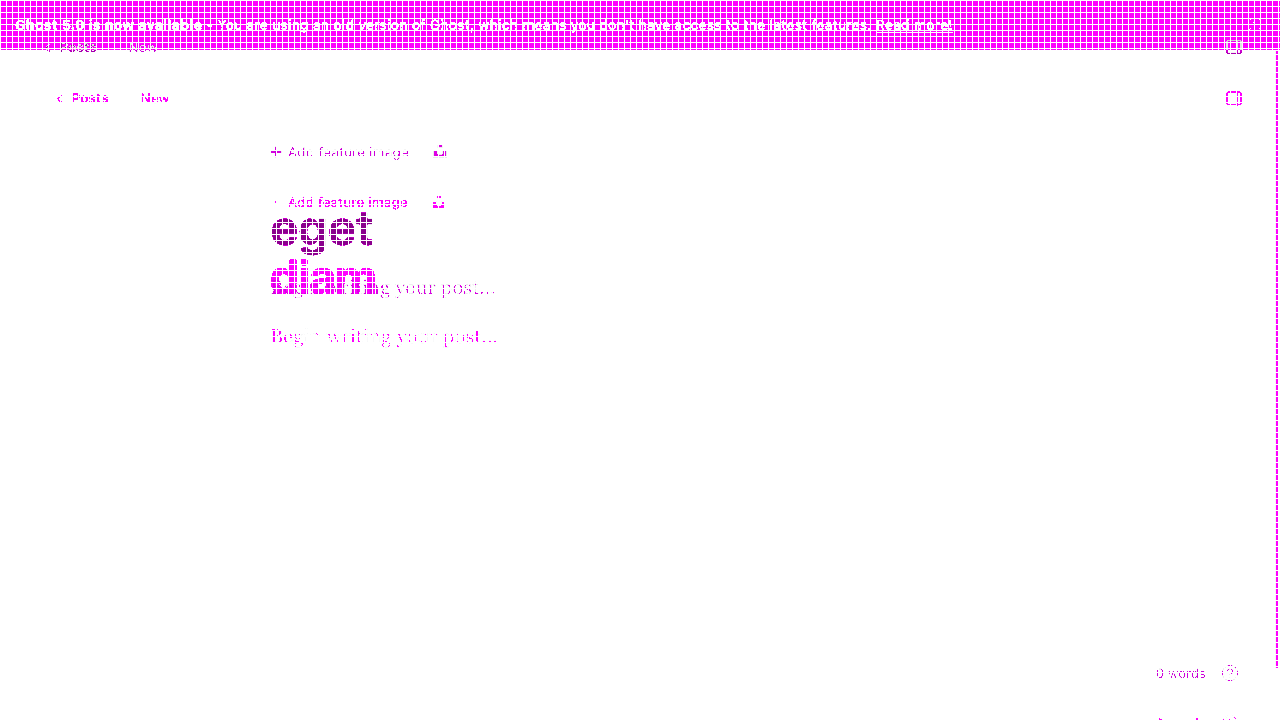 Ghost 5.0 is now available - You are using an old version of Ghost, which means you don't have access to the latest features. Read more!
Posts New
Posts New
Add feature image
Add feature image
eget
diam
g your post...
Begin writing your post...
0 words